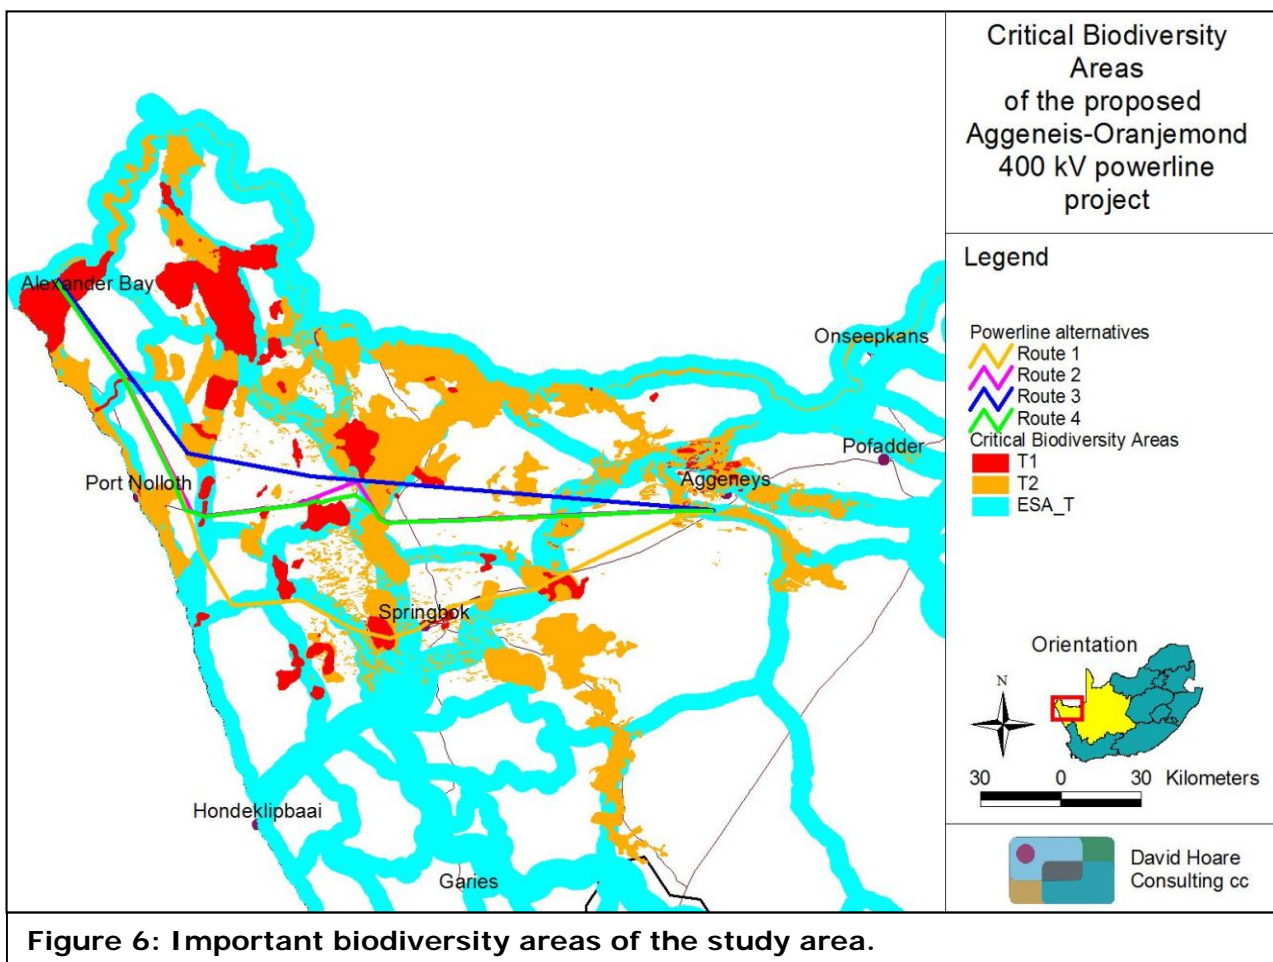 Critical Biodiversity
Areas
of the proposed
Aggeneis-Oranjemond
400 kV powerline
project
Legend
Powerline alternatives
Route 1
Route 2
Route 3
Route 4
Critical Biodiversity Areas
T1
T2
ESA_T
Alexander Bay
Onseepkans
Pofadder
Aggeneys
Port Nolloth
Springbok
Hondeklipbaai
Garies
Orientation
N
30 0 30 Kilometers
David Hoare
Consulting cc
Figure 6: Important biodiversity areas of the study area.